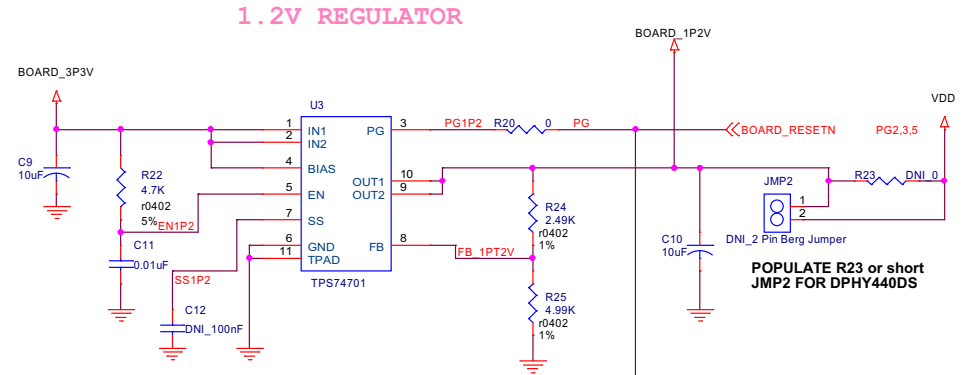 1.2V REGULATOR
BOARD_1P2V
BOARD_3P3V
VDD
U3
1 IN1 PG 3 PG1P2 R20 0 PG BOARD_RESETN PG2,3,5
2 IN2
C9
10uF
4 BIAS
R22
4.7K
r0402
5%
EN1P2
5 EN
OUT1 10
OUT2 9
R23 DNI_0
JMP2
1
2
DNI_2 Pin Berg Jumper
7 SS
R24
2.49K
r0402
1%
6 GND FB 8 FB_1PT2V
11 TPAD
C10
10uF
C11
0.01uF
SS1P2
TPS74701
POPULATE R23 or short
JMP2 FOR DPHY440DS
R25
4.99K
r0402
1%
C12
DNI_100nF